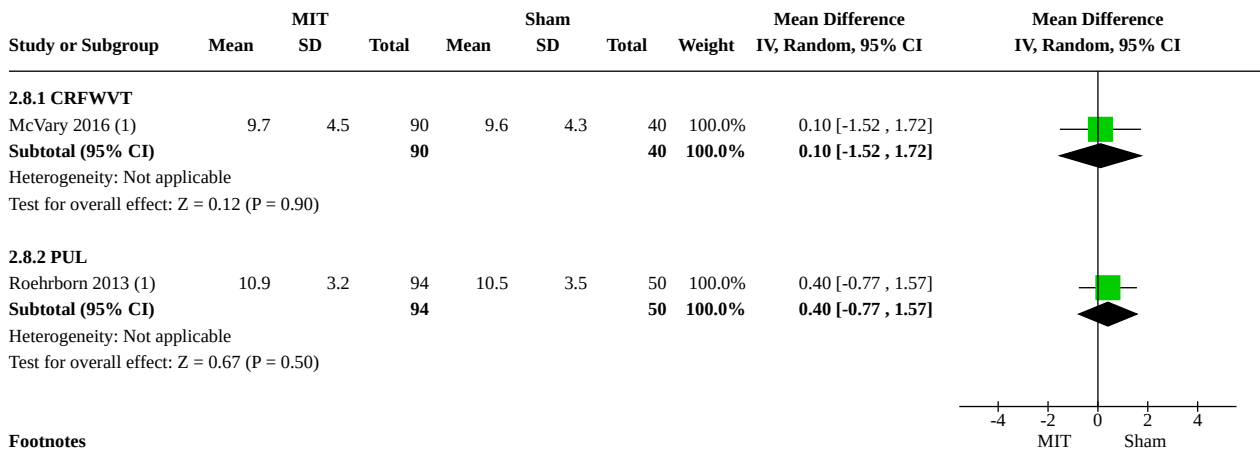 MIT Sham Mean Difference Mean Difference
Study or Subgroup Mean SD Total Mean SD Total Weight IV, Random, 95% CI IV, Random, 95% CI
2.8.1 CRFWVT
McVary 2016 (1) 9.7 4.5 90 9.6 4.3 40 100.0% 0.10 [-1.52 , 1.72]
Subtotal (95% CI) 90 40 100.0% 0.10 [-1.52 , 1.72]
Heterogeneity: Not applicable
Test for overall effect: Z = 0.12 (P = 0.90)
2.8.2 PUL
Roehrborn 2013 (1) 10.9 3.2 94 10.5 3.5 50 100.0% 0.40 [-0.77 , 1.57]
Subtotal (95% CI) 94 50 100.0% 0.40 [-0.77 , 1.57]
Heterogeneity: Not applicable
Test for overall effect: Z = 0.67 (P = 0.50)
-4 -2 0 2 4
Footnotes MIT Sham